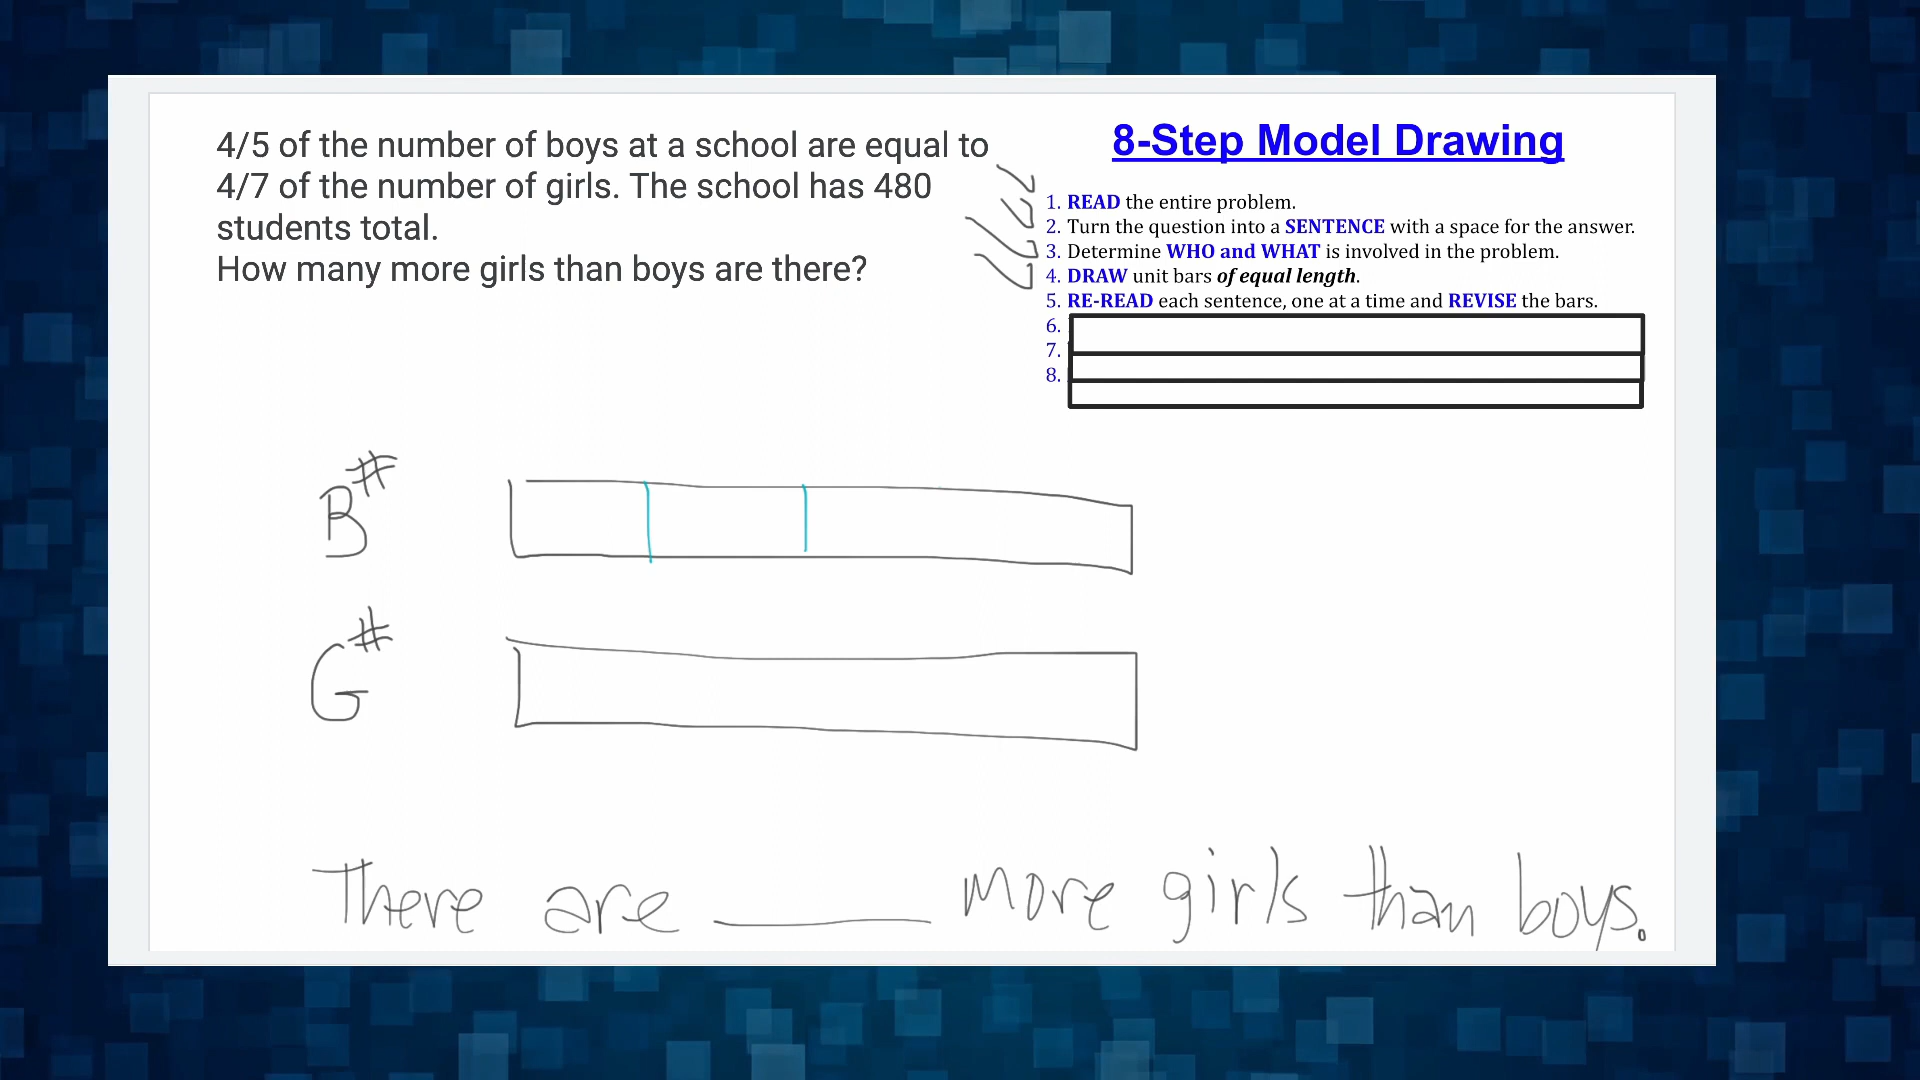 4/5 of the number of boys at a school are equal to
4/7 of the number of girls. The school has 480
students total.
How many more girls than boys are there?
8-Step Model Drawing
1. READ the entire problem.
2. Turn the question into a SENTENCE with a space for the answer.
3. Determine WHO and WHAT is involved in the problem.
4. DRAW unit bars of equal length.
5. RE-READ each sentence, one at a time and REVISE the bars.
6.
7.
8.
B#
G#
There are ______ more girls than boys.